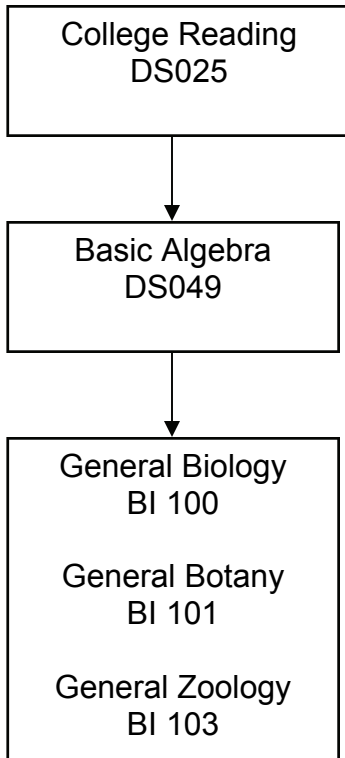 College Reading
DS025
Basic Algebra
DS049
General Biology
BI 100
General Botany
BI 101
General Zoology
BI 103